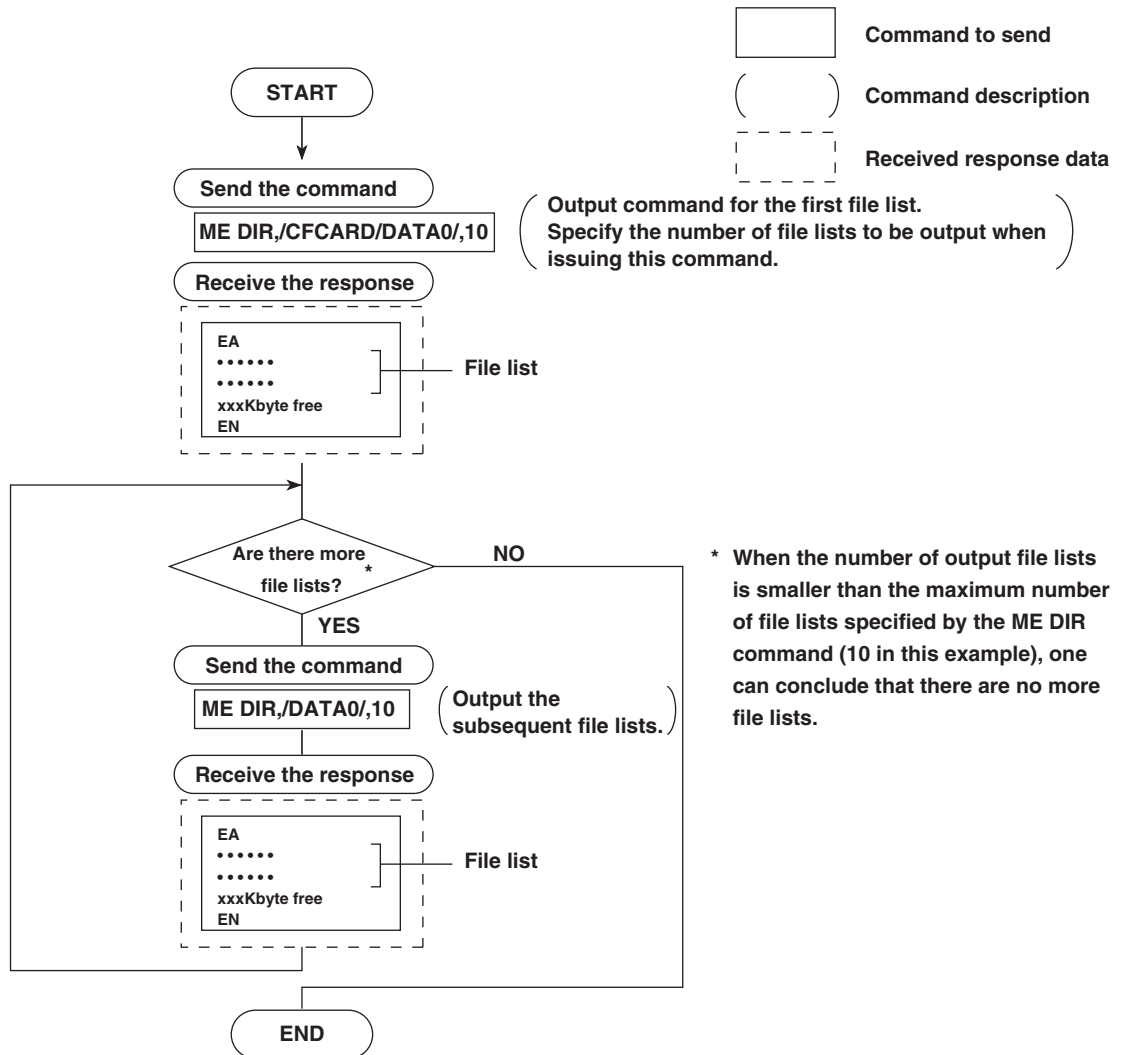 Command to send
Command description
Received response data
START
Send the command
ME DIR,/CFCARD/DATA0/,10
Output command for the first file list.
Specify the number of file lists to be output when
issuing this command.
Receive the response
EA
••••••
••••••
xxxKbyte free
EN
File list
Are there more
file lists?
*
NO
YES
* When the number of output file lists
is smaller than the maximum number
of file lists specified by the ME DIR
command (10 in this example), one
can conclude that there are no more
file lists.
Send the command
ME DIR,/DATA0/,10
Output the
subsequent file lists.
Receive the response
EA
••••••
••••••
xxxKbyte free
EN
File list
END